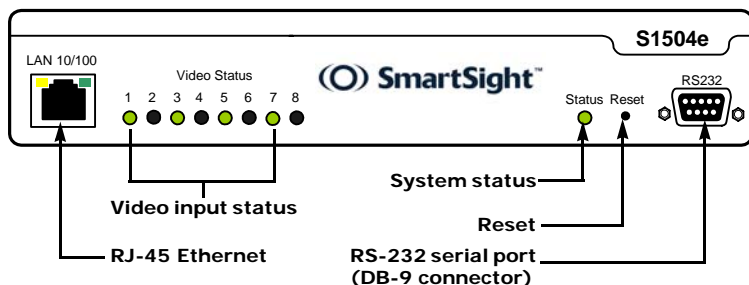 S1504e
LAN 10/100
Video Status
1 2 3 4 5 6 7 8
(O) SmartSight™
Status Reset
RS232
Video input status
System status
Reset
RJ-45 Ethernet
RS-232 serial port
(DB-9 connector)